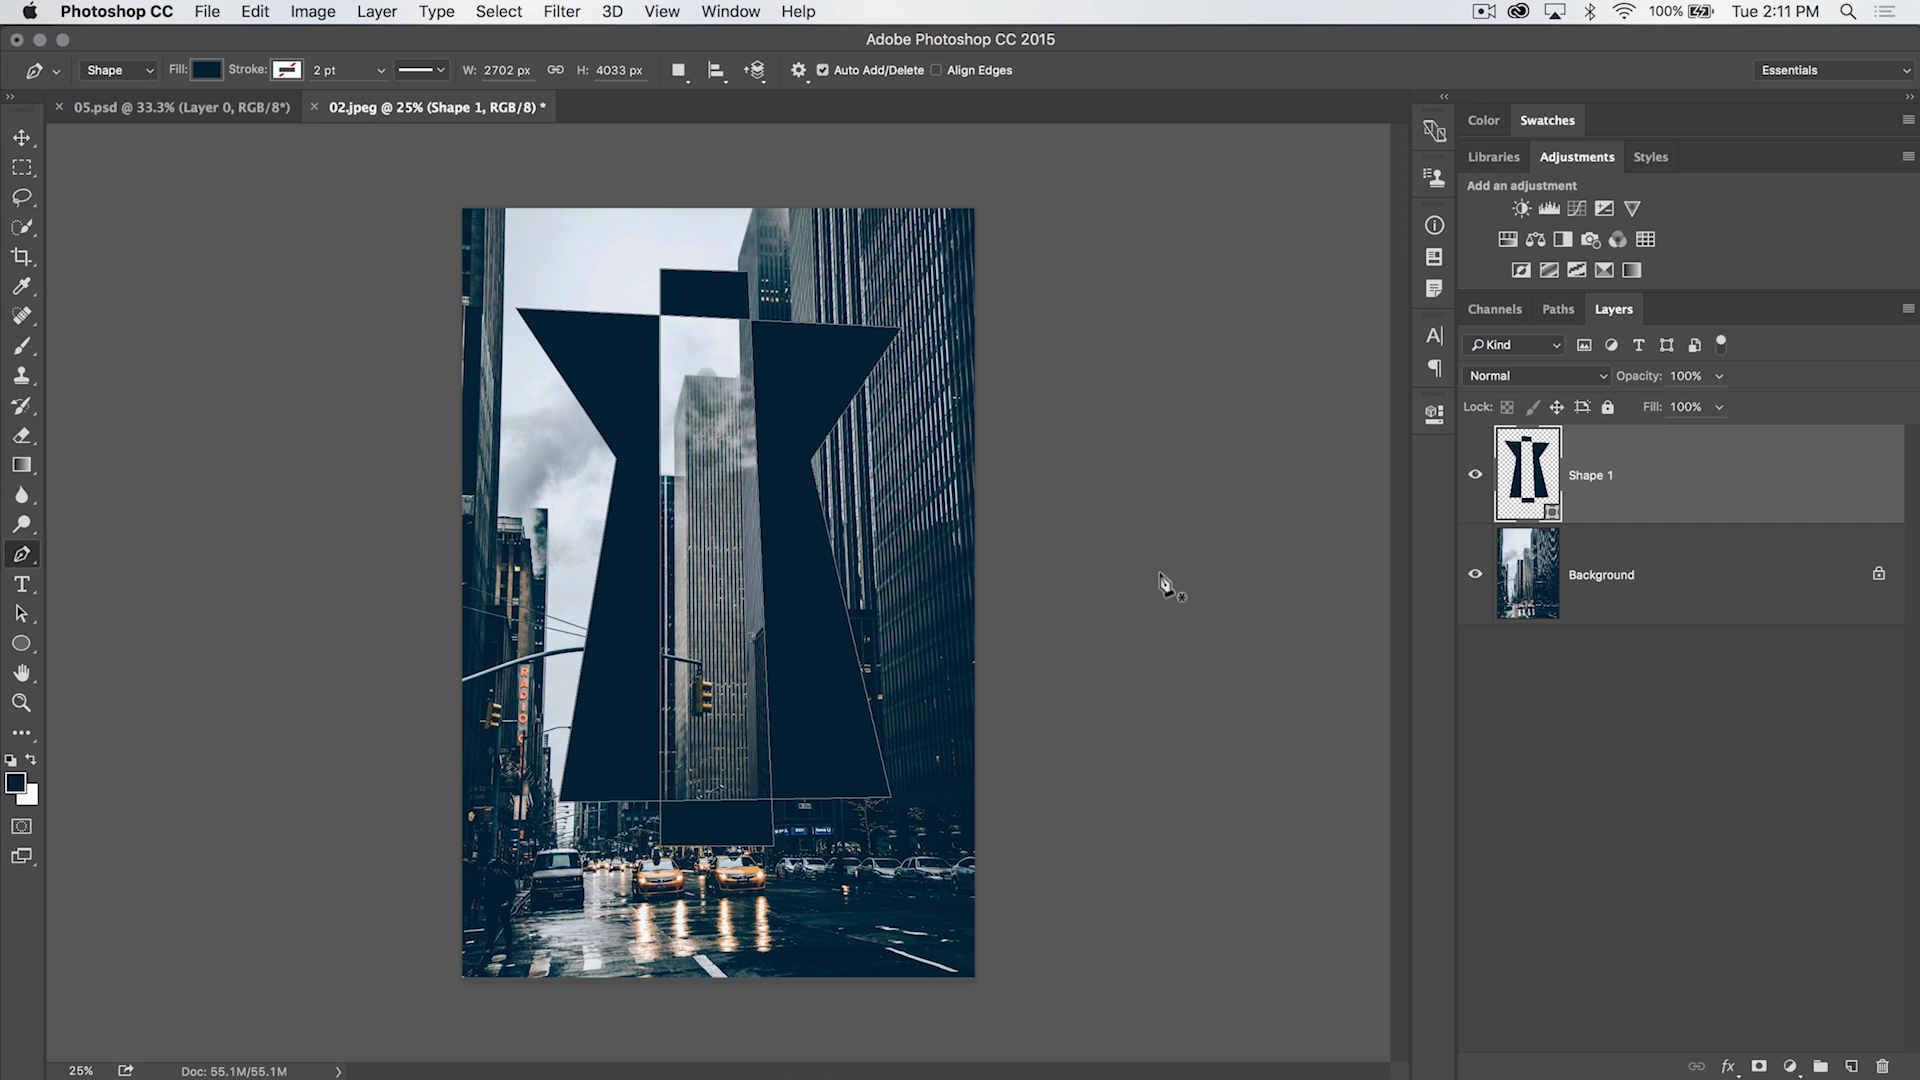 Photoshop CC File Edit Image Layer Type Select Filter 3D View Window Help 100% Tue 2:11 PM
Adobe Photoshop CC 2015
Shape Fill: Stroke: 2 pt W: 2702 px H: 4033 px Auto Add/Delete Align Edges Essentials
05.psd @ 33.3% (Layer 0, RGB/8*) 02.jpeg @ 25% (Shape 1, RGB/8) *
Color Swatches
Libraries Adjustments Styles
Add an adjustment
Channels Paths Layers
Kind
Normal Opacity: 100%
Lock: Fill: 100%
Shape 1
Background
RADIO
25% Doc: 55.1M/55.1M